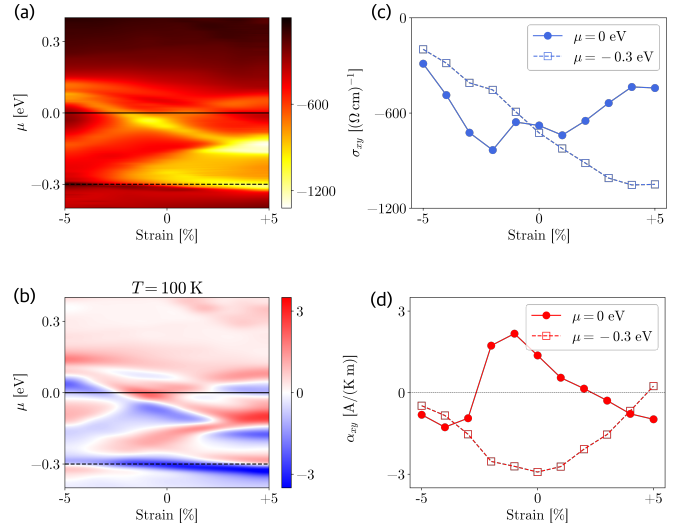 (a)
0.4
0.0
−0.3
μ [eV]
-5
0
+5
Strain [%]
−600
−1200
(c)
0
−600
−1200
σxy [(Ω cm)⁻¹]
μ = 0 eV
μ = − 0.3 eV
-5
0
+5
Strain [%]
(b)
T = 100 K
0.4
0.0
−0.3
μ [eV]
-5
0
+5
Strain [%]
3
0
−3
(d)
3
0
−3
αxy [A/(K m)]
μ = 0 eV
μ = − 0.3 eV
-5
0
+5
Strain [%]